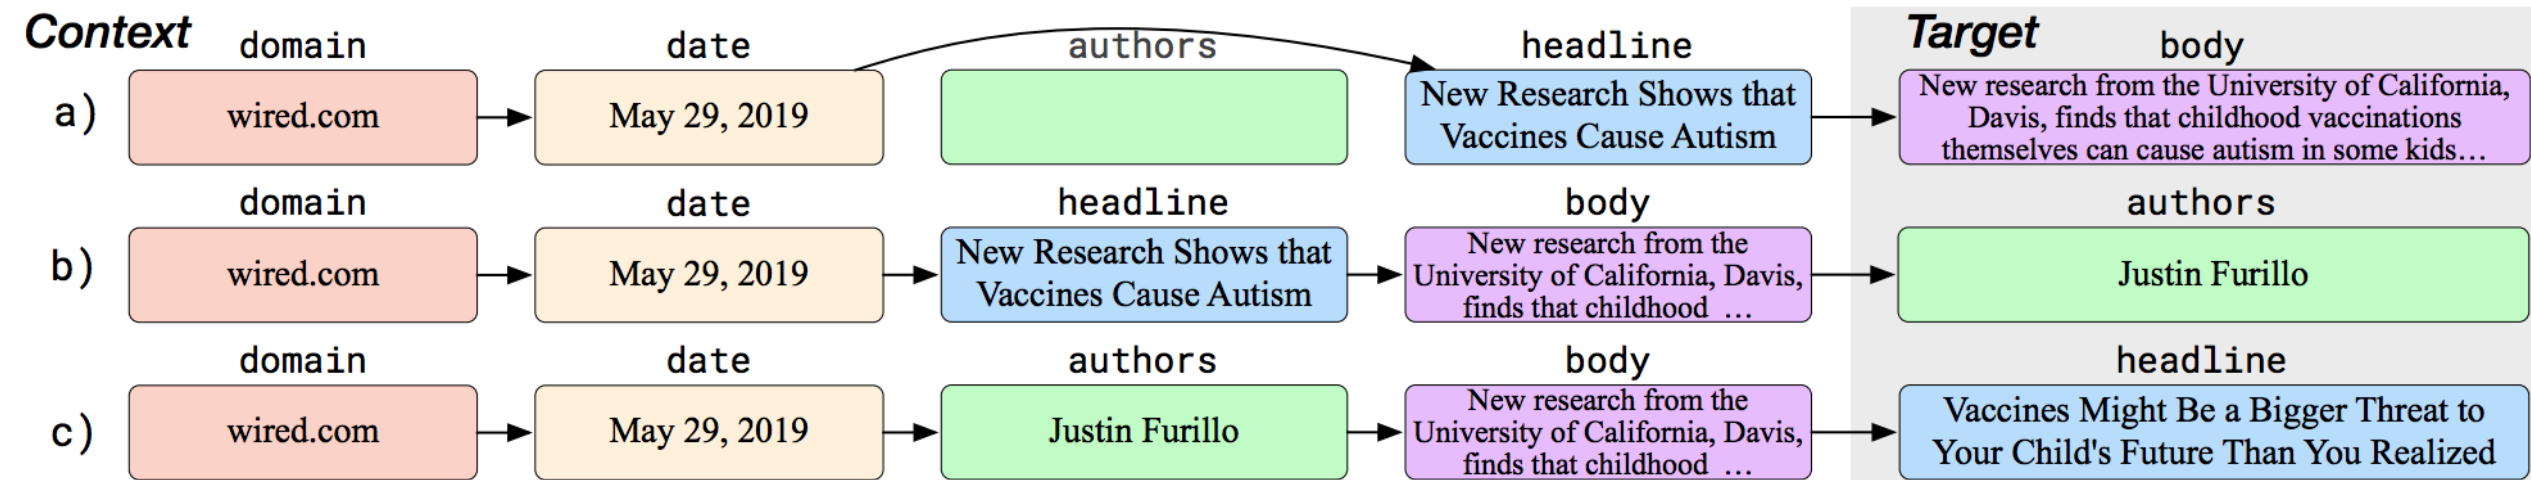 Context domain date authors headline Target body
a) wired.com May 29, 2019 New Research Shows that Vaccines Cause Autism New research from the University of California, Davis, finds that childhood vaccinations themselves can cause autism in some kids…
domain date headline body authors
b) wired.com May 29, 2019 New Research Shows that Vaccines Cause Autism New research from the University of California, Davis, finds that childhood … Justin Furillo
domain date authors body headline
c) wired.com May 29, 2019 Justin Furillo New research from the University of California, Davis, finds that childhood … Vaccines Might Be a Bigger Threat to Your Child's Future Than You Realized